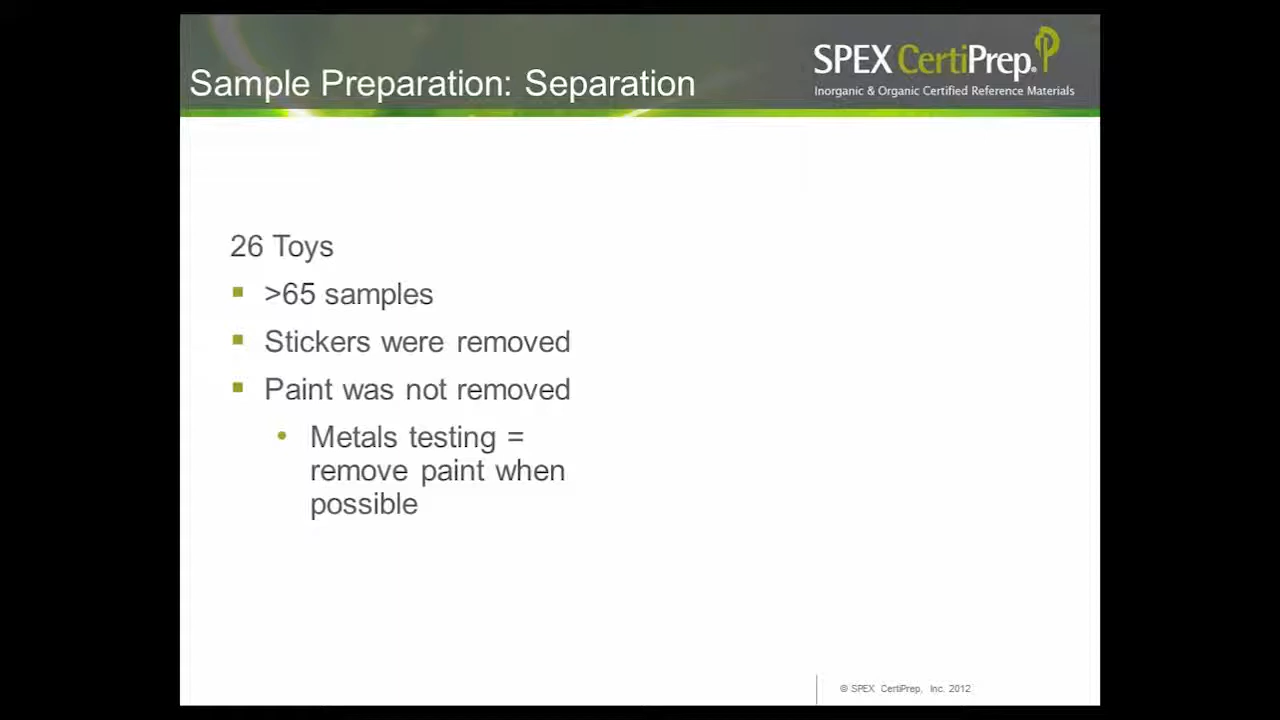 Sample Preparation: Separation
SPEX CertiPrep.
Inorganic & Organic Certified Reference Materials
26 Toys
>65 samples
Stickers were removed
Paint was not removed
Metals testing =
remove paint when
possible
© SPEX CertiPrep, Inc. 2012